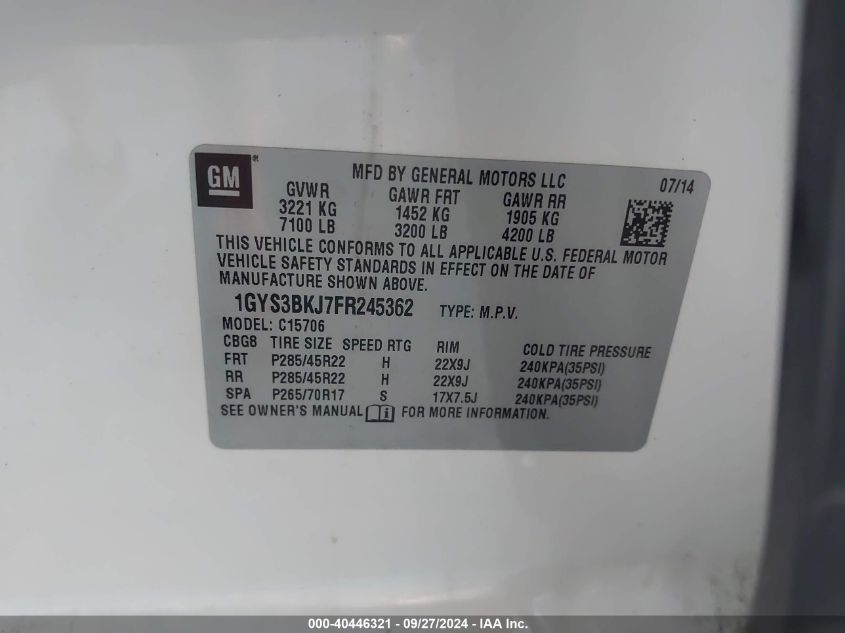 GM®
MFD BY GENERAL MOTORS LLC 07/14
GVWR GAWR FRT GAWR RR
3221 KG 1452 KG 1905 KG
7100 LB 3200 LB 4200 LB
THIS VEHICLE CONFORMS TO ALL APPLICABLE U.S. FEDERAL MOTOR
VEHICLE SAFETY STANDARDS IN EFFECT ON THE DATE OF
MANUFACTURE SHOWN ABOVE.
1GYS3BKJ7FR245362 TYPE: M.P.V.
MODEL: C15706
CBGB TIRE SIZE SPEED RTG RIM COLD TIRE PRESSURE
FRT P285/45R22 H 22X9J 240KPA(35PSI)
RR P285/45R22 H 22X9J 240KPA(35PSI)
SPA P265/70R17 S 17X7.5J 240KPA(35PSI)
SEE OWNER'S MANUAL i FOR MORE INFORMATION.
000-40446321 - 09/27/2024 - IAA Inc.